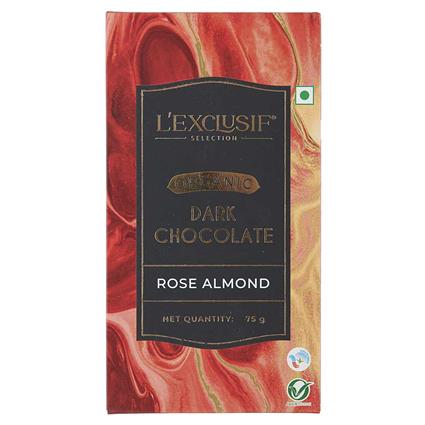 L'EXCLUSIF®
SELECTION
ORGANIC
DARK
CHOCOLATE
ROSE ALMOND
NET QUANTITY: 75 g